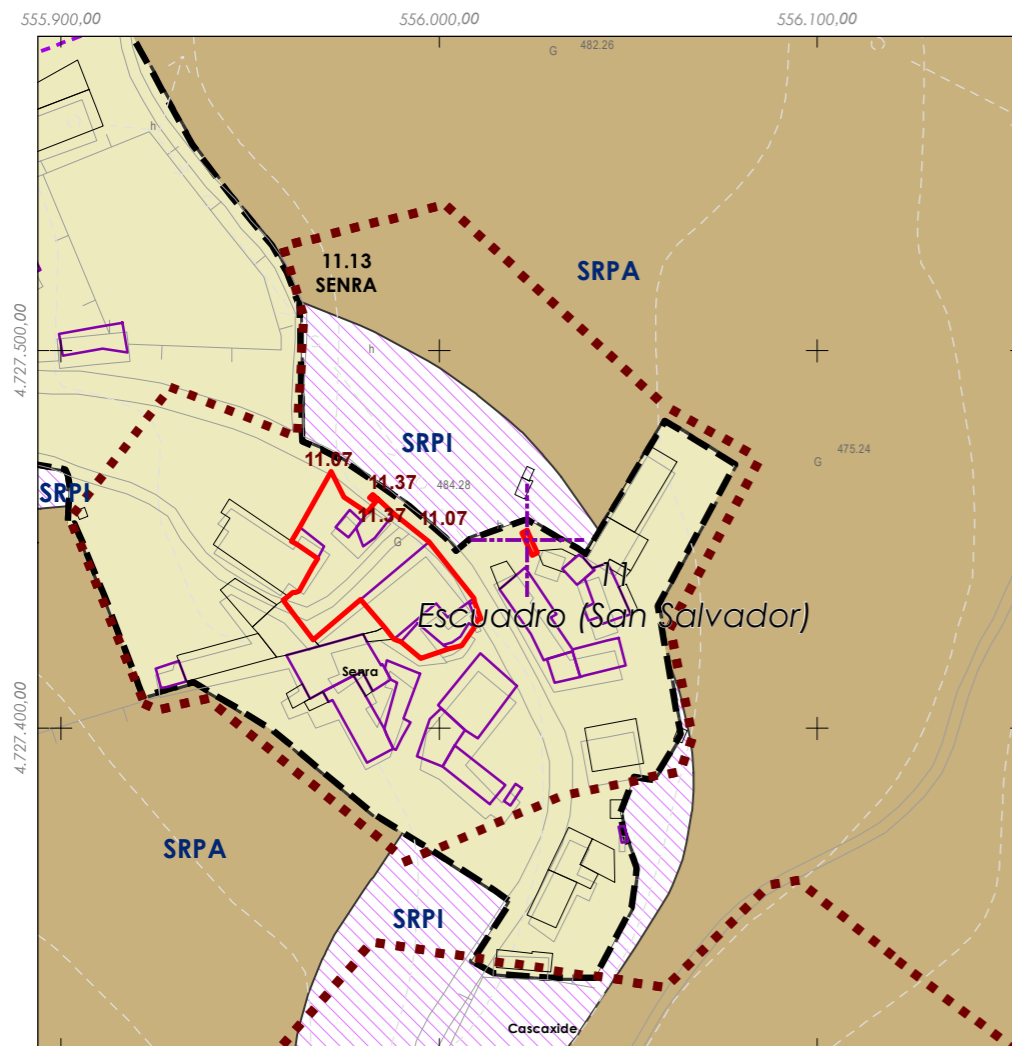 555.900,00
556.000,00
556.100,00
G
482.26
h
11.13
SENRA
SRPA
4.727.500,00
h
SRPI
475.24
G
11.07
11.37
484.28
SRPI
11.37
11.07
h
G
11
Escuadro (San Salvador)
Senra
4.727.400,00
SRPA
SRPI
Cascaxide